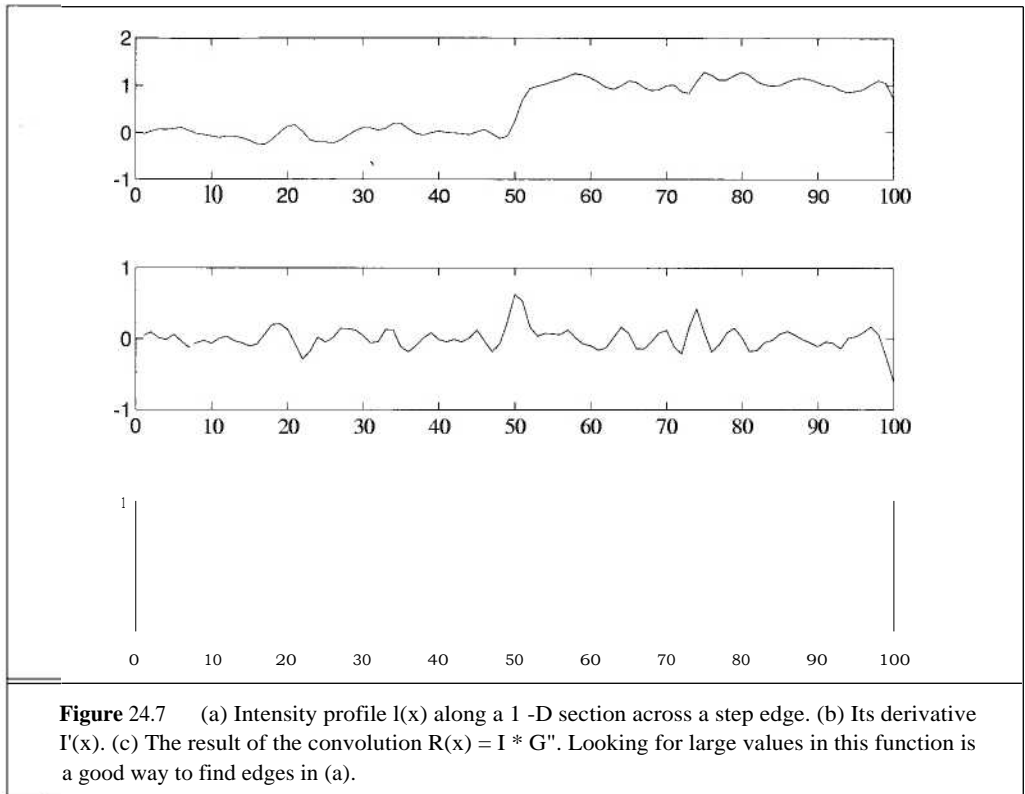 2
1
0
-1
0 10 20 30 40 50 60 70 80 90 100
1
0
-1
0 10 20 30 40 50 60 70 80 90 100
1
0 10 20 30 40 50 60 70 80 90 100
Figure 24.7 (a) Intensity profile l(x) along a 1 -D section across a step edge. (b) Its derivative
I'(x). (c) The result of the convolution R(x) = I * G". Looking for large values in this function is
a good way to find edges in (a).